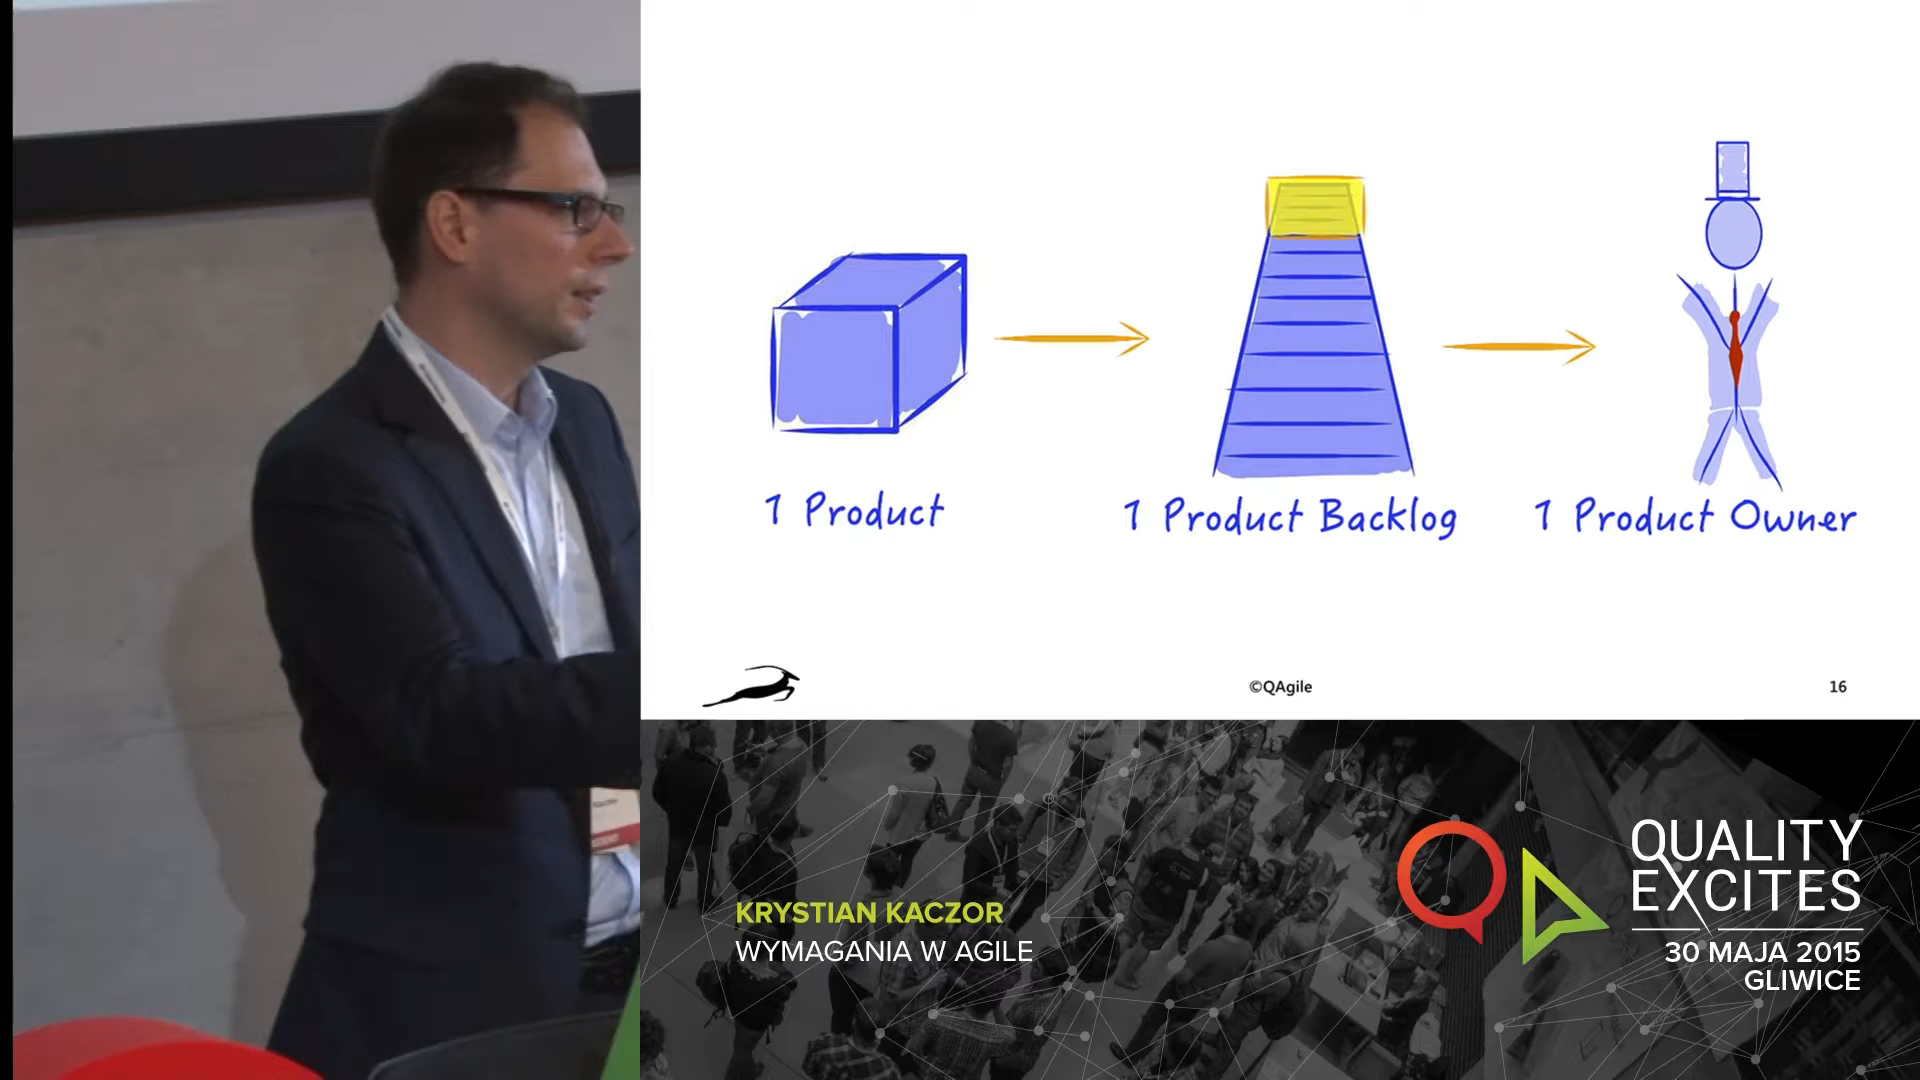 1 Product
1 Product Backlog
1 Product Owner
©QAgile
16
KRYSTIAN KACZOR
WYMAGANIA W AGILE
QUALITY
EXCITES
30 MAJA 2015
GLIWICE